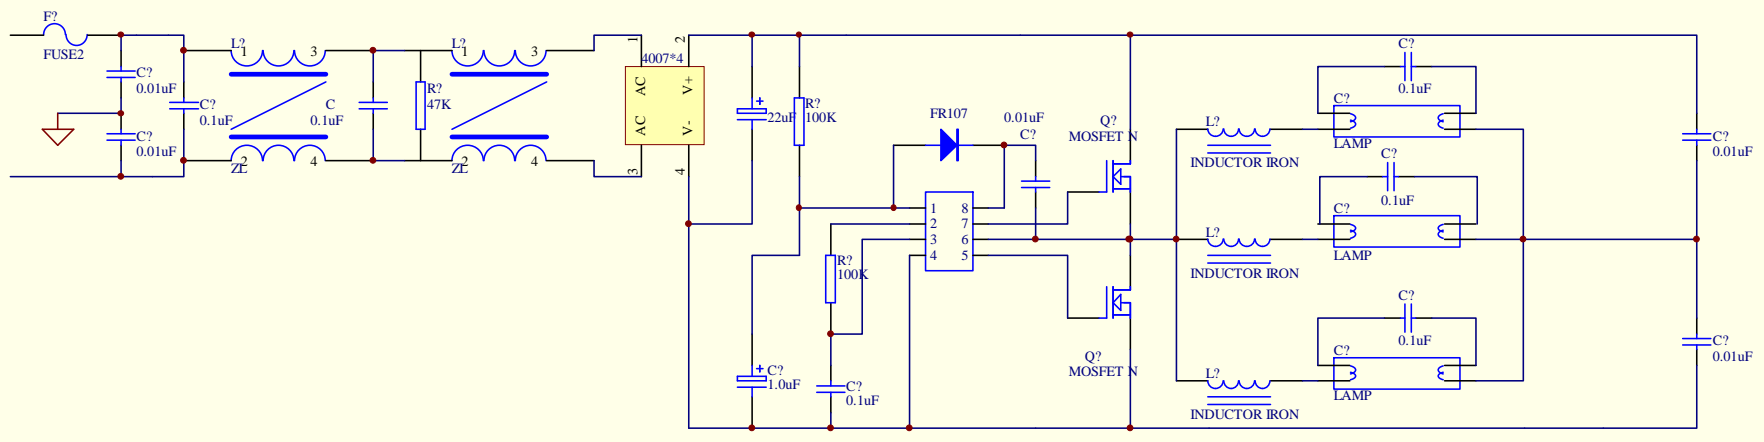 F?
FUSE2
C?
0.01uF
C?
0.01uF
C?
0.1uF
L?
1
3
2
4
ZL
C
0.1uF
R?
47K
L?
1
3
2
4
ZL
4007*4
1
2
3
4
AC
V+
AC
V-
22uF
R?
100K
FR107
0.01uF
C?
1
2
3
4
8
7
6
5
R?
100K
C?
1.0uF
C?
0.1uF
Q?
MOSFET N
Q?
MOSFET N
L?
INDUCTOR IRON
L?
INDUCTOR IRON
L?
INDUCTOR IRON
C?
0.1uF
C?
LAMP
C?
0.1uF
C?
LAMP
C?
0.1uF
C?
LAMP
C?
0.01uF
C?
0.01uF